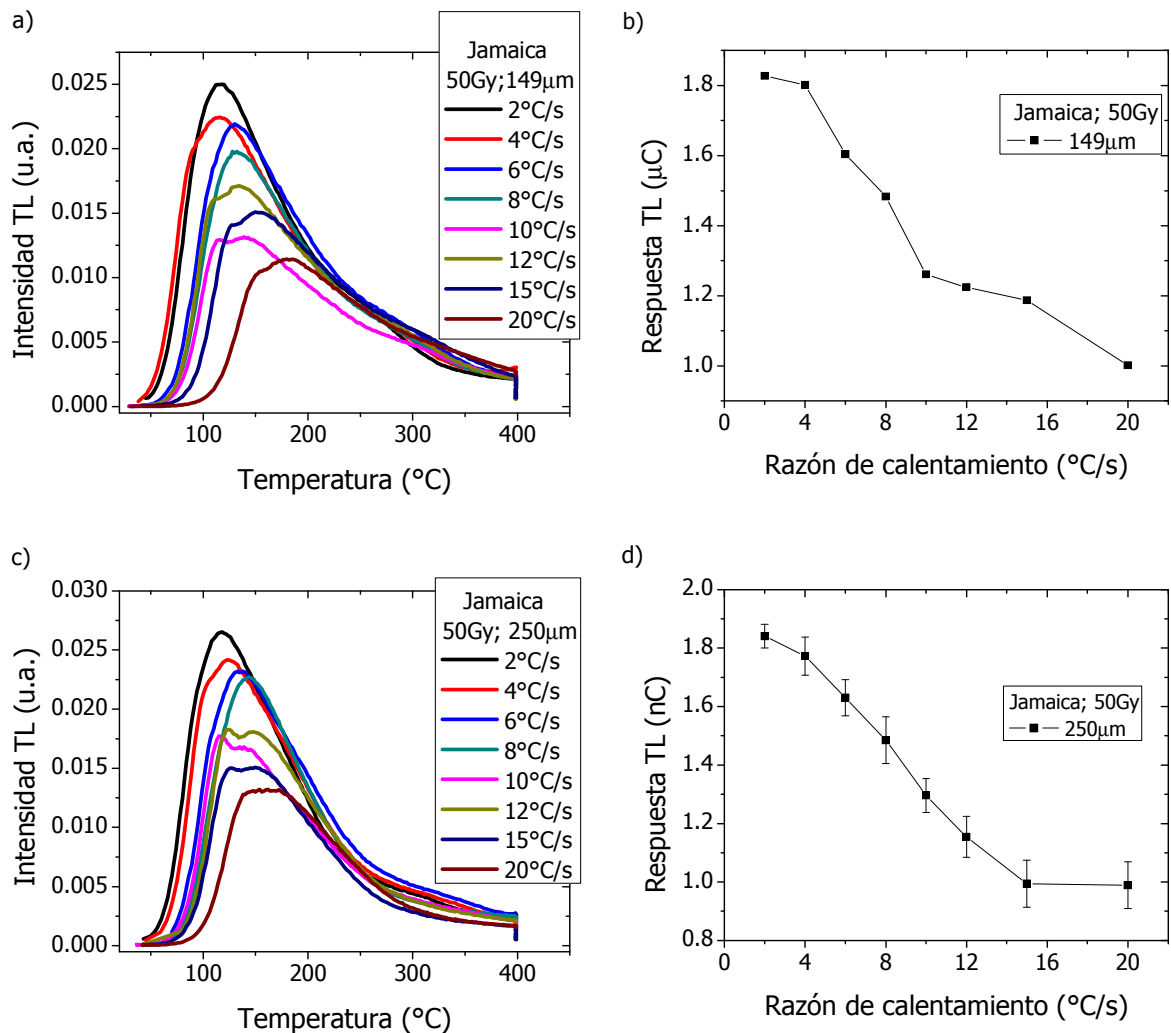 a)
Intensidad TL (u.a.)
0.025
0.020
0.015
0.010
0.005
0.000
100
200
300
400
Temperatura (°C)
Jamaica
50Gy;149μm
2°C/s
4°C/s
6°C/s
8°C/s
10°C/s
12°C/s
15°C/s
20°C/s
b)
Respuesta TL (μC)
1.8
1.6
1.4
1.2
1.0
0
4
8
12
16
20
Razón de calentamiento (°C/s)
Jamaica; 50Gy
149μm
c)
Intensidad TL (u.a.)
0.030
0.025
0.020
0.015
0.010
0.005
0.000
100
200
300
400
Temperatura (°C)
Jamaica
50Gy; 250μm
2°C/s
4°C/s
6°C/s
8°C/s
10°C/s
12°C/s
15°C/s
20°C/s
d)
Respuesta TL (nC)
2.0
1.8
1.6
1.4
1.2
1.0
0.8
0
4
8
12
16
20
Razón de calentamiento (°C/s)
Jamaica; 50Gy
250μm